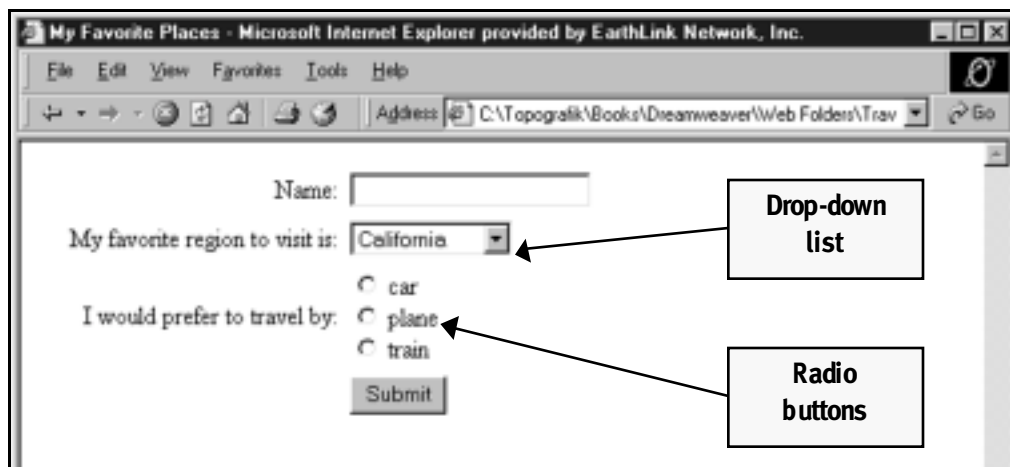 My Favorite Places - Microsoft Internet Explorer provided by EarthLink Network, Inc.
File Edit View Favorites Tools Help
Address C:\Topografik\Books\Dreamweaver\Web Folders\Trav Go
Name:
My favorite region to visit is: California
car
I would prefer to travel by: plane
train
Submit
Drop-down
list
Radio
buttons